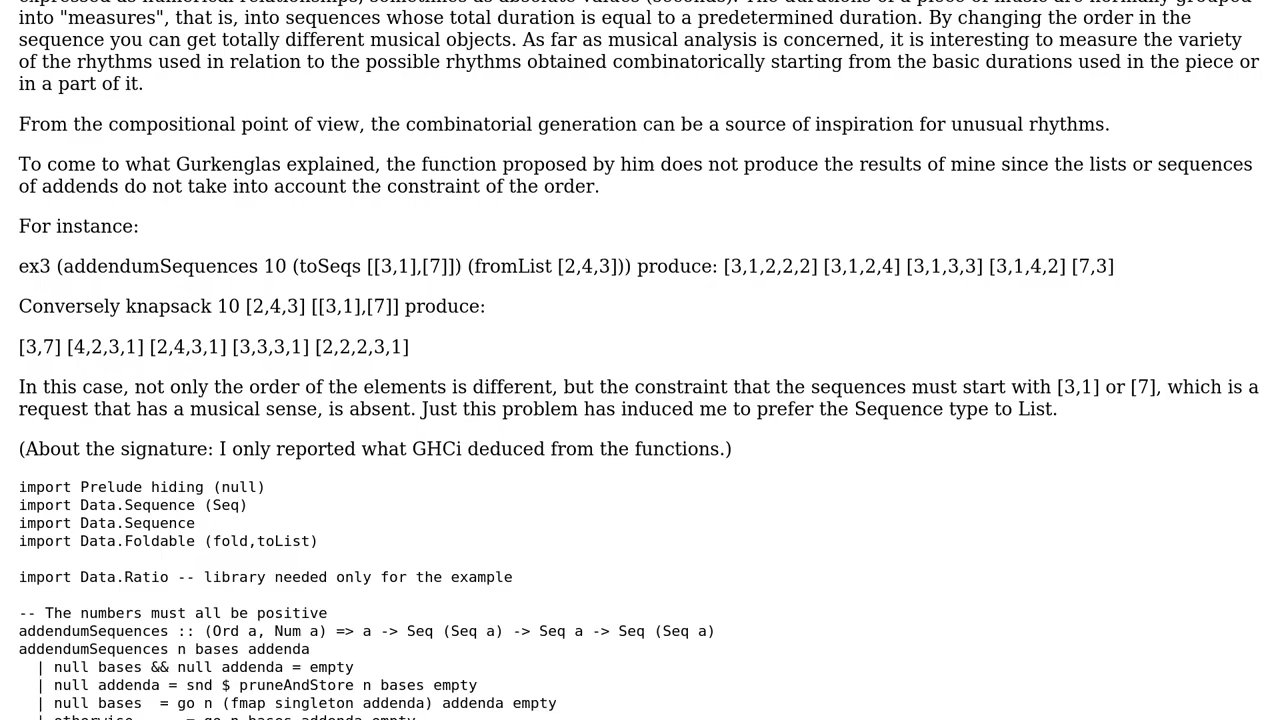 into "measures", that is, into sequences whose total duration is equal to a predetermined duration. By changing the order in the
sequence you can get totally different musical objects. As far as musical analysis is concerned, it is interesting to measure the variety
of the rhythms used in relation to the possible rhythms obtained combinatorically starting from the basic durations used in the piece or
in a part of it.
From the compositional point of view, the combinatorial generation can be a source of inspiration for unusual rhythms.
To come to what Gurkenglas explained, the function proposed by him does not produce the results of mine since the lists or sequences
of addends do not take into account the constraint of the order.
For instance:
ex3 (addendumSequences 10 (toSeqs [[3,1],[7]]) (fromList [2,4,3])) produce: [3,1,2,2,2] [3,1,2,4] [3,1,3,3] [3,1,4,2] [7,3]
Conversely knapsack 10 [2,4,3] [[3,1],[7]] produce:
[3,7] [4,2,3,1] [2,4,3,1] [3,3,3,1] [2,2,2,3,1]
In this case, not only the order of the elements is different, but the constraint that the sequences must start with [3,1] or [7], which is a
request that has a musical sense, is absent. Just this problem has induced me to prefer the Sequence type to List.
(About the signature: I only reported what GHCi deduced from the functions.)
import Prelude hiding (null)
import Data.Sequence (Seq)
import Data.Sequence
import Data.Foldable (fold,toList)
import Data.Ratio -- library needed only for the example
-- The numbers must all be positive
addendumSequences :: (Ord a, Num a) => a -> Seq (Seq a) -> Seq a -> Seq (Seq a)
addendumSequences n bases addenda
  | null bases && null addenda = empty
  | null addenda = snd $ pruneAndStore n bases empty
  | null bases  = go n (fmap singleton addenda) addenda empty
  | otherwise     = go n bases addenda empty